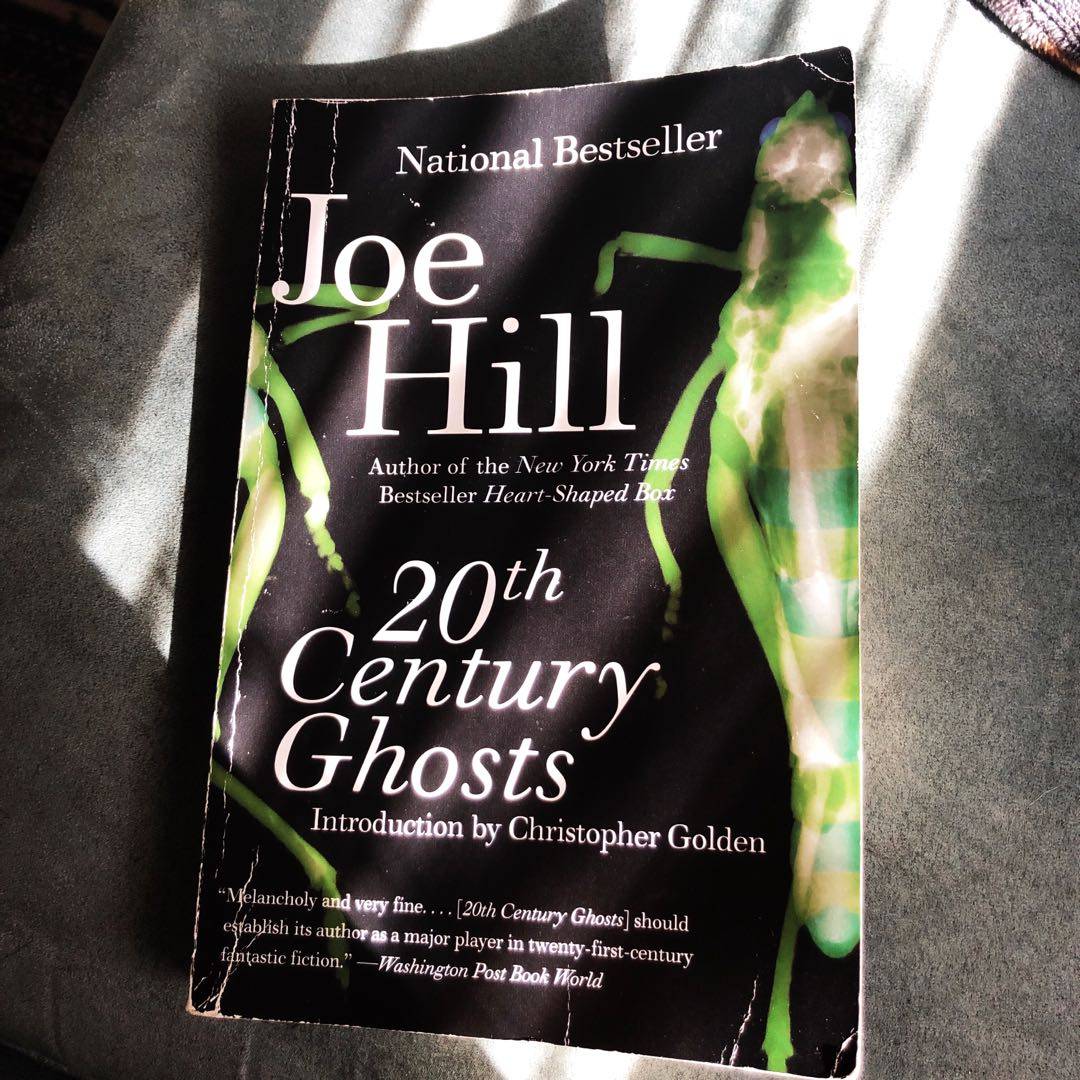 National Bestseller
Joe
Hill
Author of the New York Times
Bestseller Heart-Shaped Box
20th
Century
Ghosts
Introduction by Christopher Golden
“Melancholy and very fine. . . . [20th Century Ghosts] should
establish its author as a major player in twenty-first-century
fantastic fiction.” —Washington Post Book World